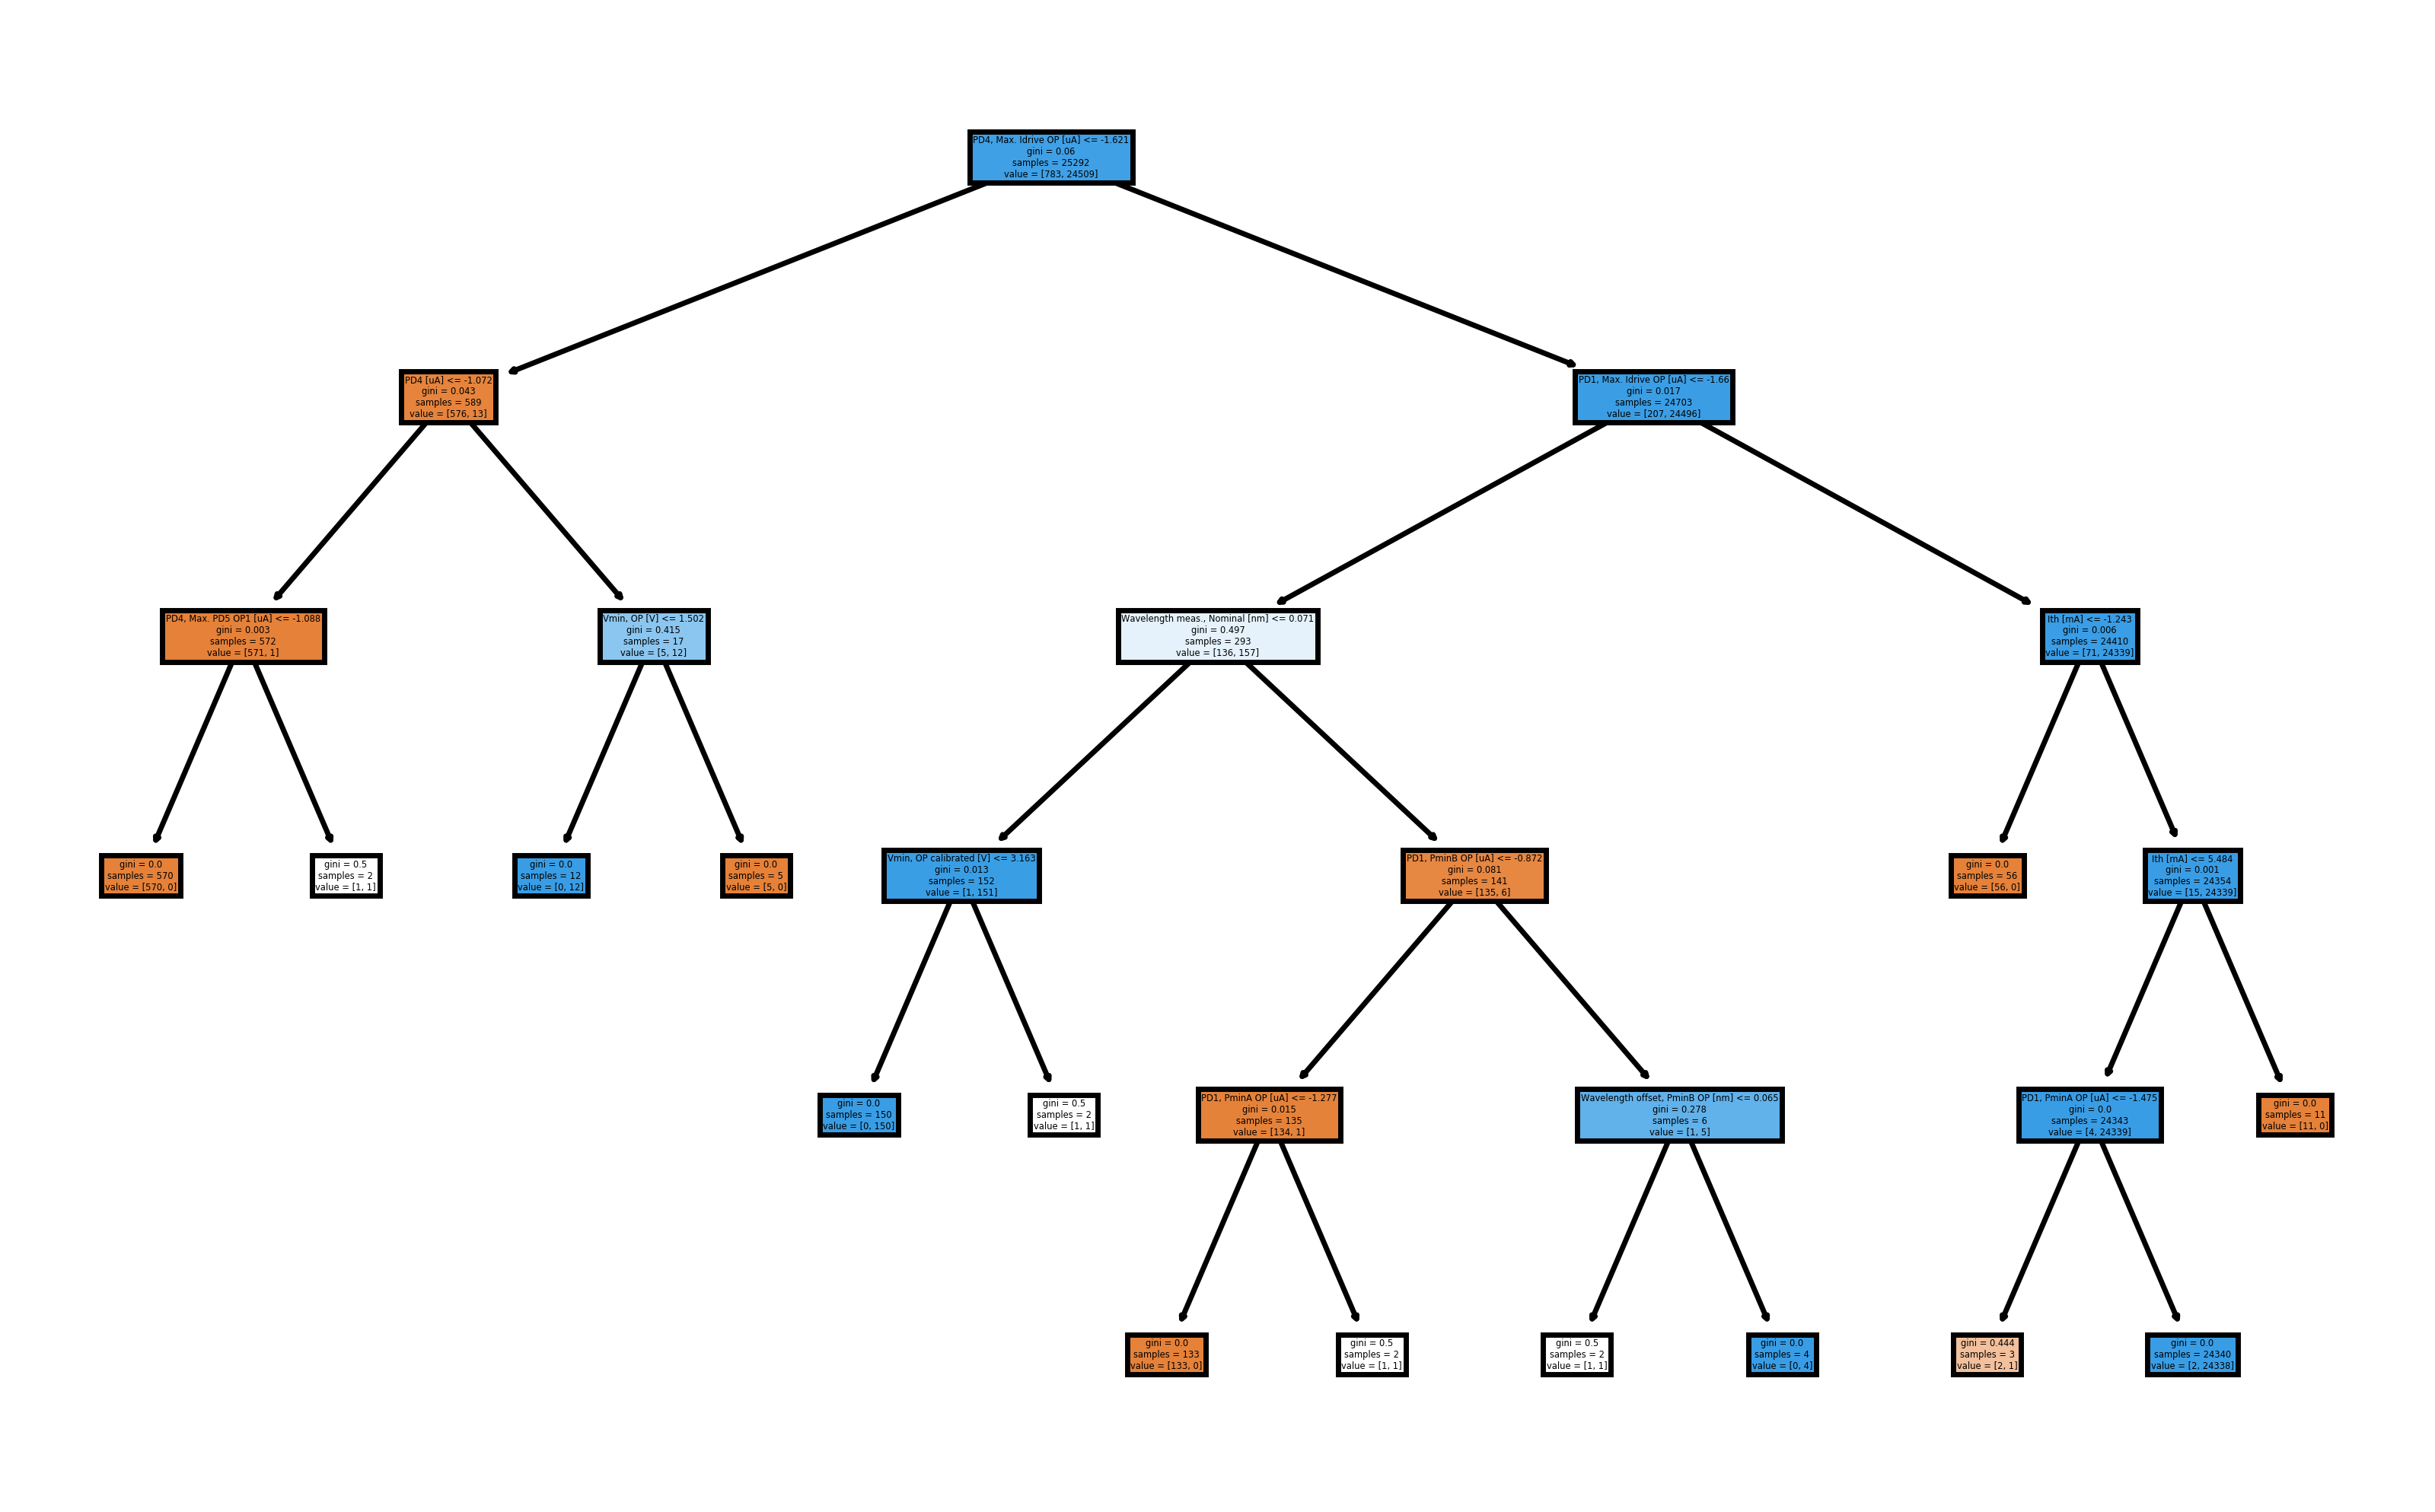 PD4, Max. Idrive OP [uA] <= -1.621
gini = 0.06
samples = 25292
value = [783, 24509]
PD4 [uA] <= -1.072
gini = 0.043
samples = 589
value = [576, 13]
PD1, Max. Idrive OP [uA] <= -1.66
gini = 0.017
samples = 24703
value = [207, 24496]
PD4, Max. PD5 OP1 [uA] <= -1.088
gini = 0.003
samples = 572
value = [571, 1]
Vmin, OP [V] <= 1.502
gini = 0.415
samples = 17
value = [5, 12]
Wavelength meas., Nominal [nm] <= 0.071
gini = 0.497
samples = 293
value = [136, 157]
Ith [mA] <= -1.243
gini = 0.006
samples = 24410
value = [71, 24339]
gini = 0.0
samples = 570
value = [570, 0]
gini = 0.5
samples = 2
value = [1, 1]
gini = 0.0
samples = 12
value = [0, 12]
gini = 0.0
samples = 5
value = [5, 0]
Vmin, OP calibrated [V] <= 3.163
gini = 0.013
samples = 152
value = [1, 151]
PD1, PminB OP [uA] <= -0.872
gini = 0.081
samples = 141
value = [135, 6]
gini = 0.0
samples = 56
value = [56, 0]
Ith [mA] <= 5.484
gini = 0.001
samples = 24354
value = [15, 24339]
gini = 0.0
samples = 150
value = [0, 150]
gini = 0.5
samples = 2
value = [1, 1]
PD1, PminA OP [uA] <= -1.277
gini = 0.015
samples = 135
value = [134, 1]
Wavelength offset, PminB OP [nm] <= 0.065
gini = 0.278
samples = 6
value = [1, 5]
PD1, PminA OP [uA] <= -1.475
gini = 0.0
samples = 24343
value = [4, 24339]
gini = 0.0
samples = 11
value = [11, 0]
gini = 0.0
samples = 133
value = [133, 0]
gini = 0.5
samples = 2
value = [1, 1]
gini = 0.5
samples = 2
value = [1, 1]
gini = 0.0
samples = 4
value = [0, 4]
gini = 0.444
samples = 3
value = [2, 1]
gini = 0.0
samples = 24340
value = [2, 24338]